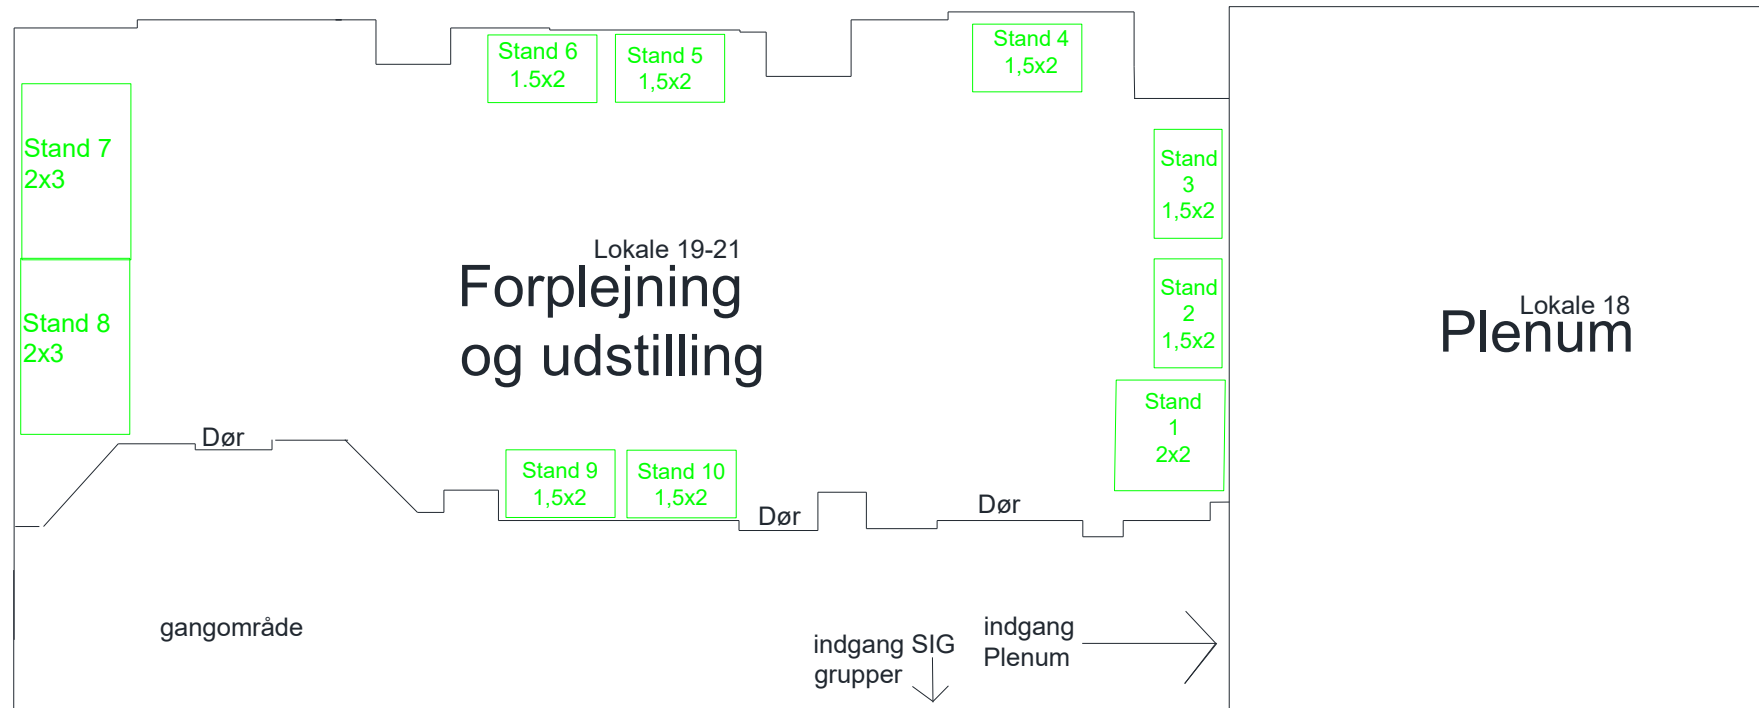 Stand 6
1.5x2
Stand 5
1,5x2
Stand 4
1,5x2
Stand 7
2x3
Stand
3
1,5x2
Lokale 19-21
Forplejning
og udstilling
Stand
2
1,5x2
Lokale 18
Plenum
Stand 8
2x3
Stand
1
2x2
Dør
Stand 9
1,5x2
Stand 10
1,5x2
Dør
Dør
gangområde
indgang SIG
grupper
indgang
Plenum